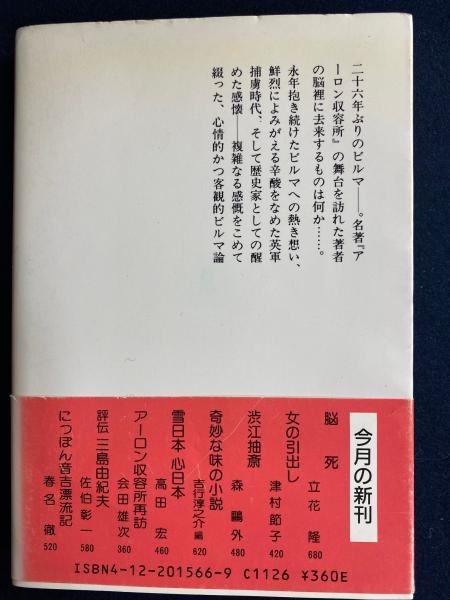 二十六年ぶりのビルマ――。名著『ア
ーロン収容所』の舞台を訪れた著者
の脳裡に去来するものは何か……。
永年抱き続けたビルマへの熱き想い、
鮮烈によみがえる辛酸をなめた英軍
捕虜時代、そして歴史家としての醒
めた感懐――複雑なる感慨をこめて
綴った、心情的かつ客観的ビルマ論
今月の新刊
脳死 立花隆 680
女の引出し 津村節子 420
渋江抽斎 森鷗外 480
奇妙な味の小説 吉行淳之介編 620
雪日本 心日本 高田宏 460
アーロン収容所再訪 会田雄次 360
評伝 三島由紀夫 佐伯彰一 580
にっぽん音吉漂流記 春名徹 520
ISBN4-12-201566-9 C1126 ¥360E